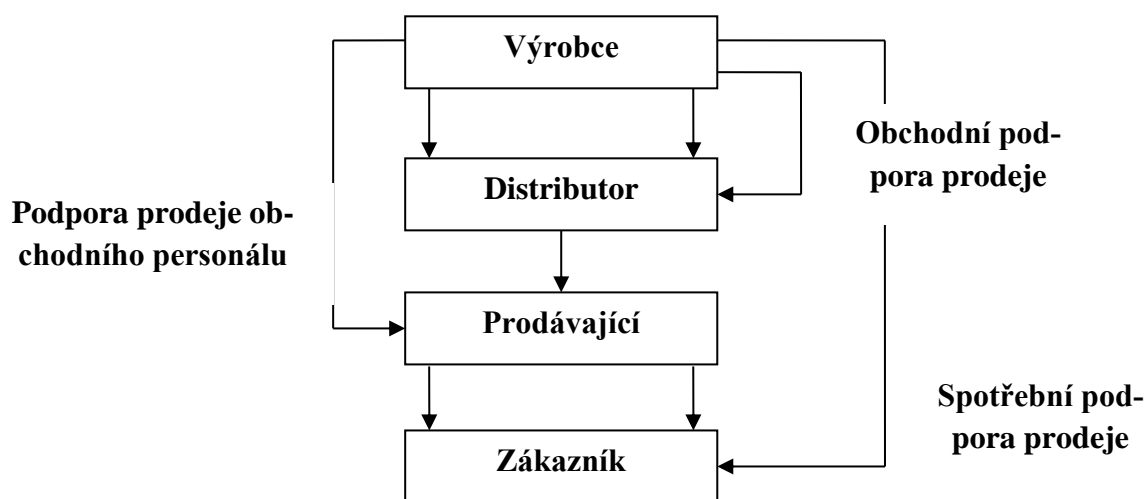 Výrobce
Obchodní pod-
pora prodeje
Distributor
Podpora prodeje ob-
chodního personálu
Prodávající
Spotřební pod-
pora prodeje
Zákazník